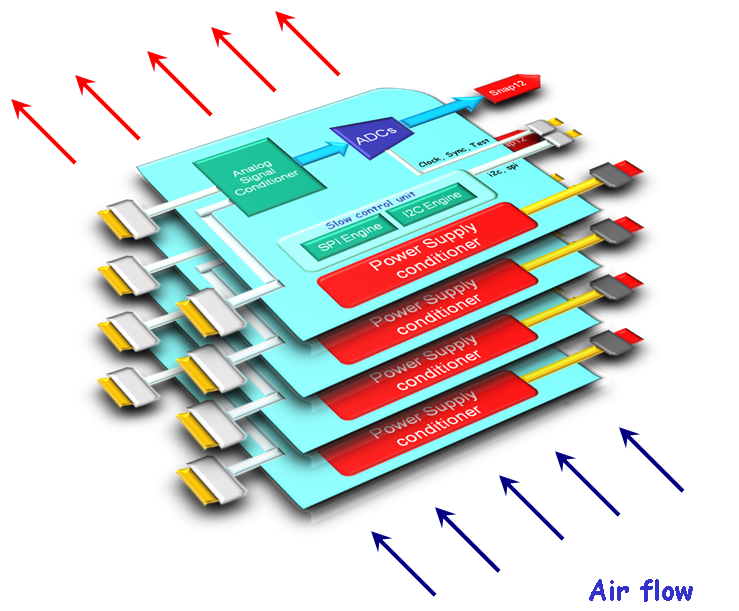 Snap12
ADCs
Analog
Signal
Conditioner
Clock, Sync, Test
i2c, spi
Slow control unit
SPI Engine
I2C Engine
Power Supply
conditioner
Power Supply
conditioner
Power Supply
conditioner
Power Supply
conditioner
Air flow